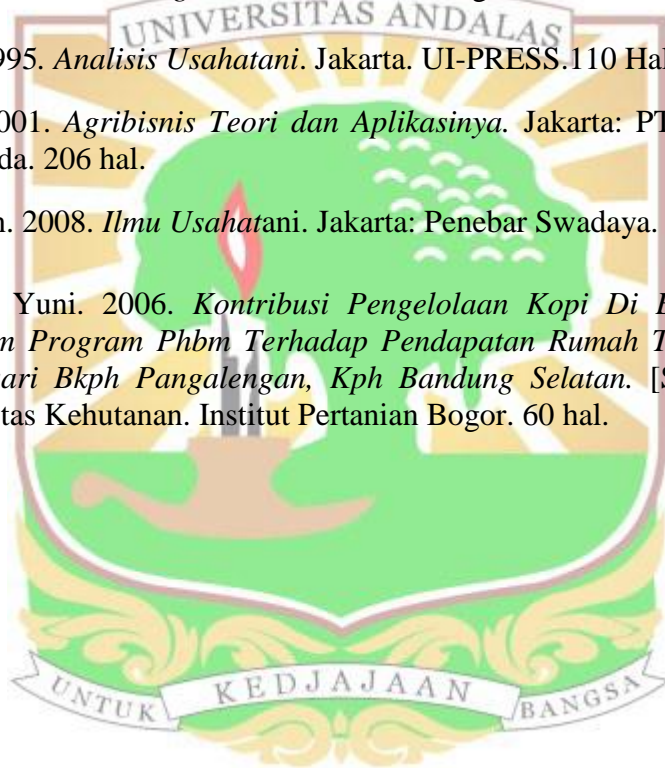 UNIVERSITAS ANDALAS
995. Analisis Usahatani. Jakarta. UI-PRESS.110 Hal
001. Agribisnis Teori dan Aplikasinya. Jakarta: PT
da. 206 hal.
n. 2008. Ilmu Usahatani. Jakarta: Penebar Swadaya.
Yuni. 2006. Kontribusi Pengelolaan Kopi Di
m Program Phbm Terhadap Pendapatan Rumah
ari Bkph Pangalengan, Kph Bandung Selatan. [S
tas Kehutanan. Institut Pertanian Bogor. 60 hal.
UNTUK KEDJAJAAN BANGSA